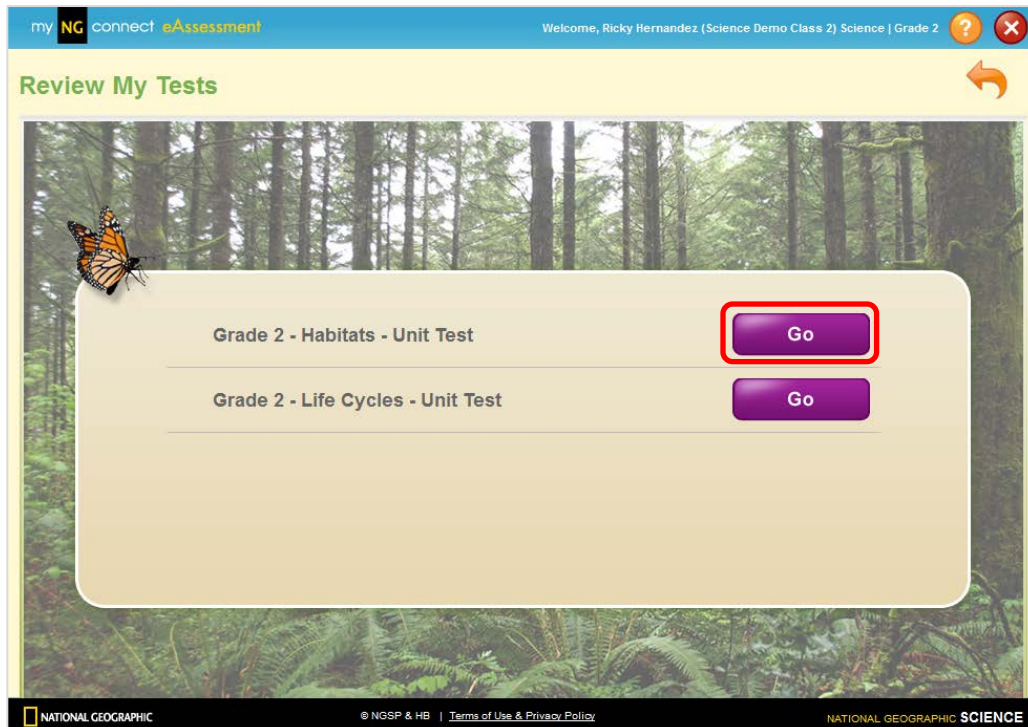 my NG connect eAssessment
Welcome, Ricky Hernandez (Science Demo Class 2) Science | Grade 2 ?
Review My Tests
Grade 2 - Habitats - Unit Test Go
Grade 2 - Life Cycles - Unit Test Go
NATIONAL GEOGRAPHIC © NGSP & HB | Terms of Use & Privacy Policy NATIONAL GEOGRAPHIC SCIENCE